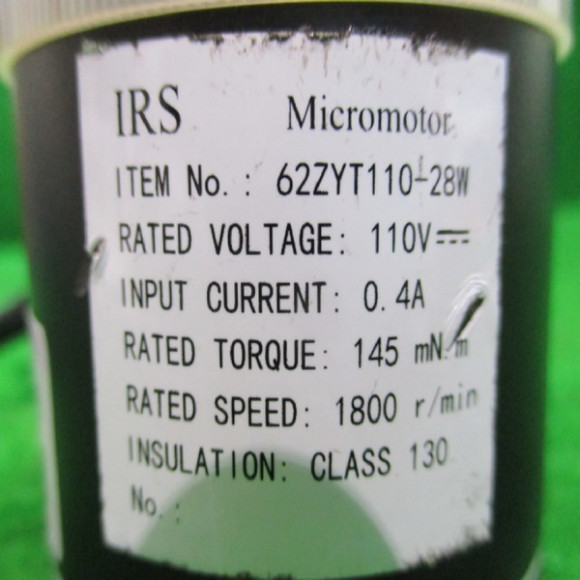 IRS Micromotor
ITEM No.: 62ZYT110-28W
RATED VOLTAGE: 110V⎓
INPUT CURRENT: 0.4A
RATED TORQUE: 145 mN.m
RATED SPEED: 1800 r/min
INSULATION: CLASS 130
No.: